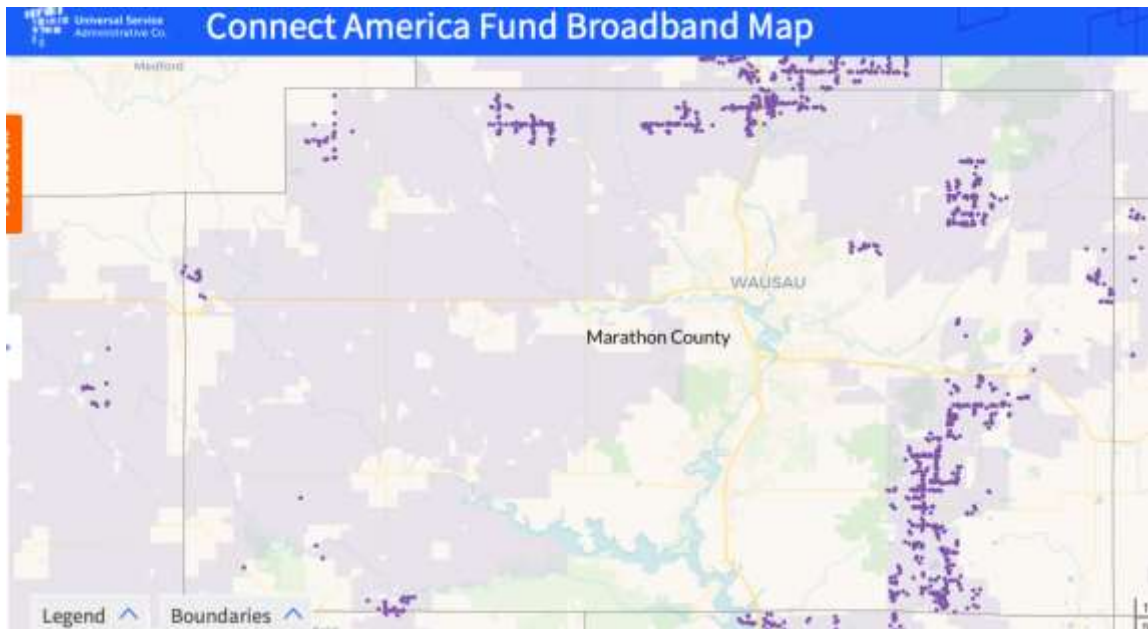 Universal Service
Administrative Co.
Connect America Fund Broadband Map
Medford
WAUSAU
Marathon County
Legend
Boundaries